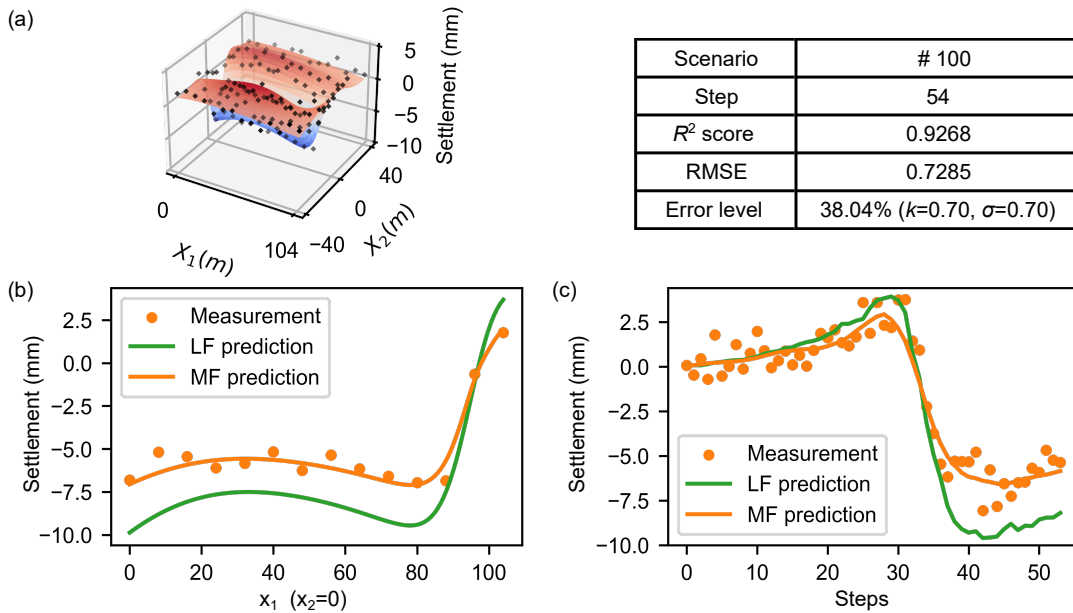 (a)
5
0
−5
−10
Settlement (mm)
40
0
−40
X₂(m)
0
104
X₁(m)
Scenario # 100
Step 54
R² score 0.9268
RMSE 0.7285
Error level 38.04% (k=0.70, σ=0.70)
(b)
Measurement
LF prediction
MF prediction
2.5
0.0
−2.5
−5.0
−7.5
−10.0
Settlement (mm)
0 20 40 60 80 100
x₁ (x₂=0)
(c)
2.5
0.0
−2.5
−5.0
−7.5
−10.0
Settlement (mm)
Measurement
LF prediction
MF prediction
0 10 20 30 40 50
Steps